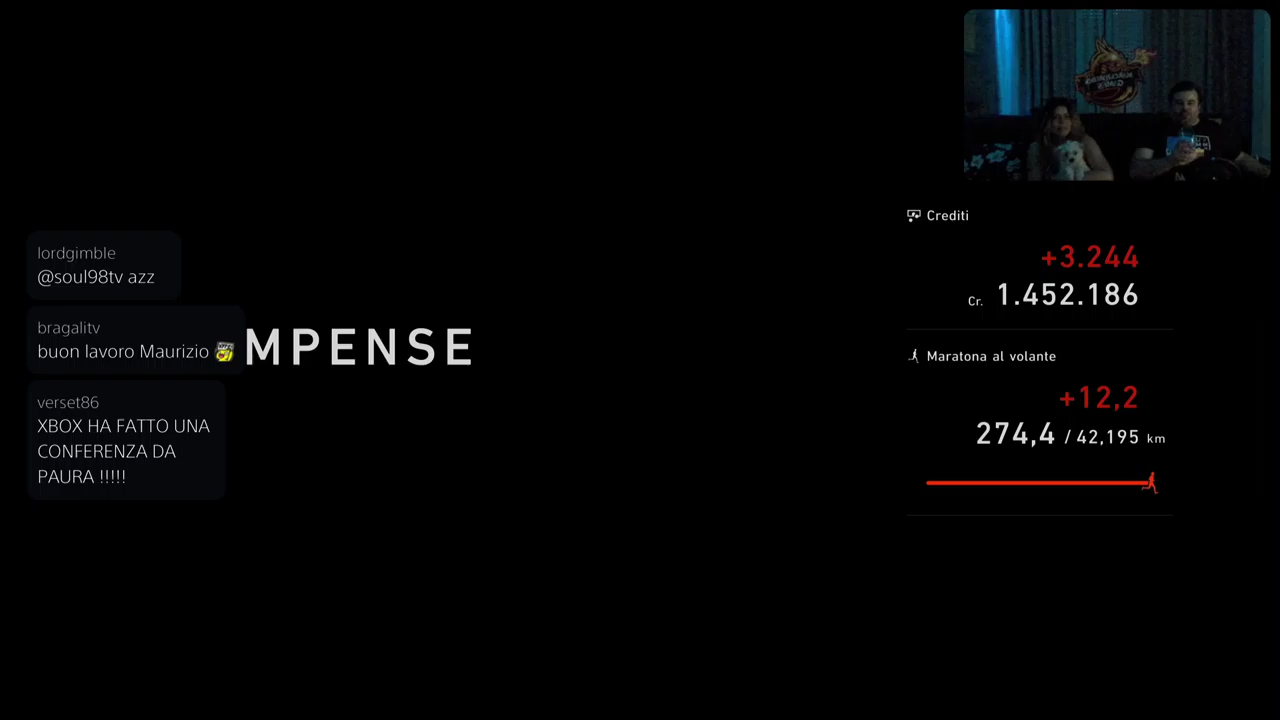 Crediti
+3.244
Cr. 1.452.186
lordgimble
@soul98tv azz
bragalitv
buon lavoro Maurizio
MPENSE
verset86
XBOX HA FATTO UNA
CONFERENZA DA
PAURA !!!!!
Maratona al volante
+12,2
274,4 / 42,195 km